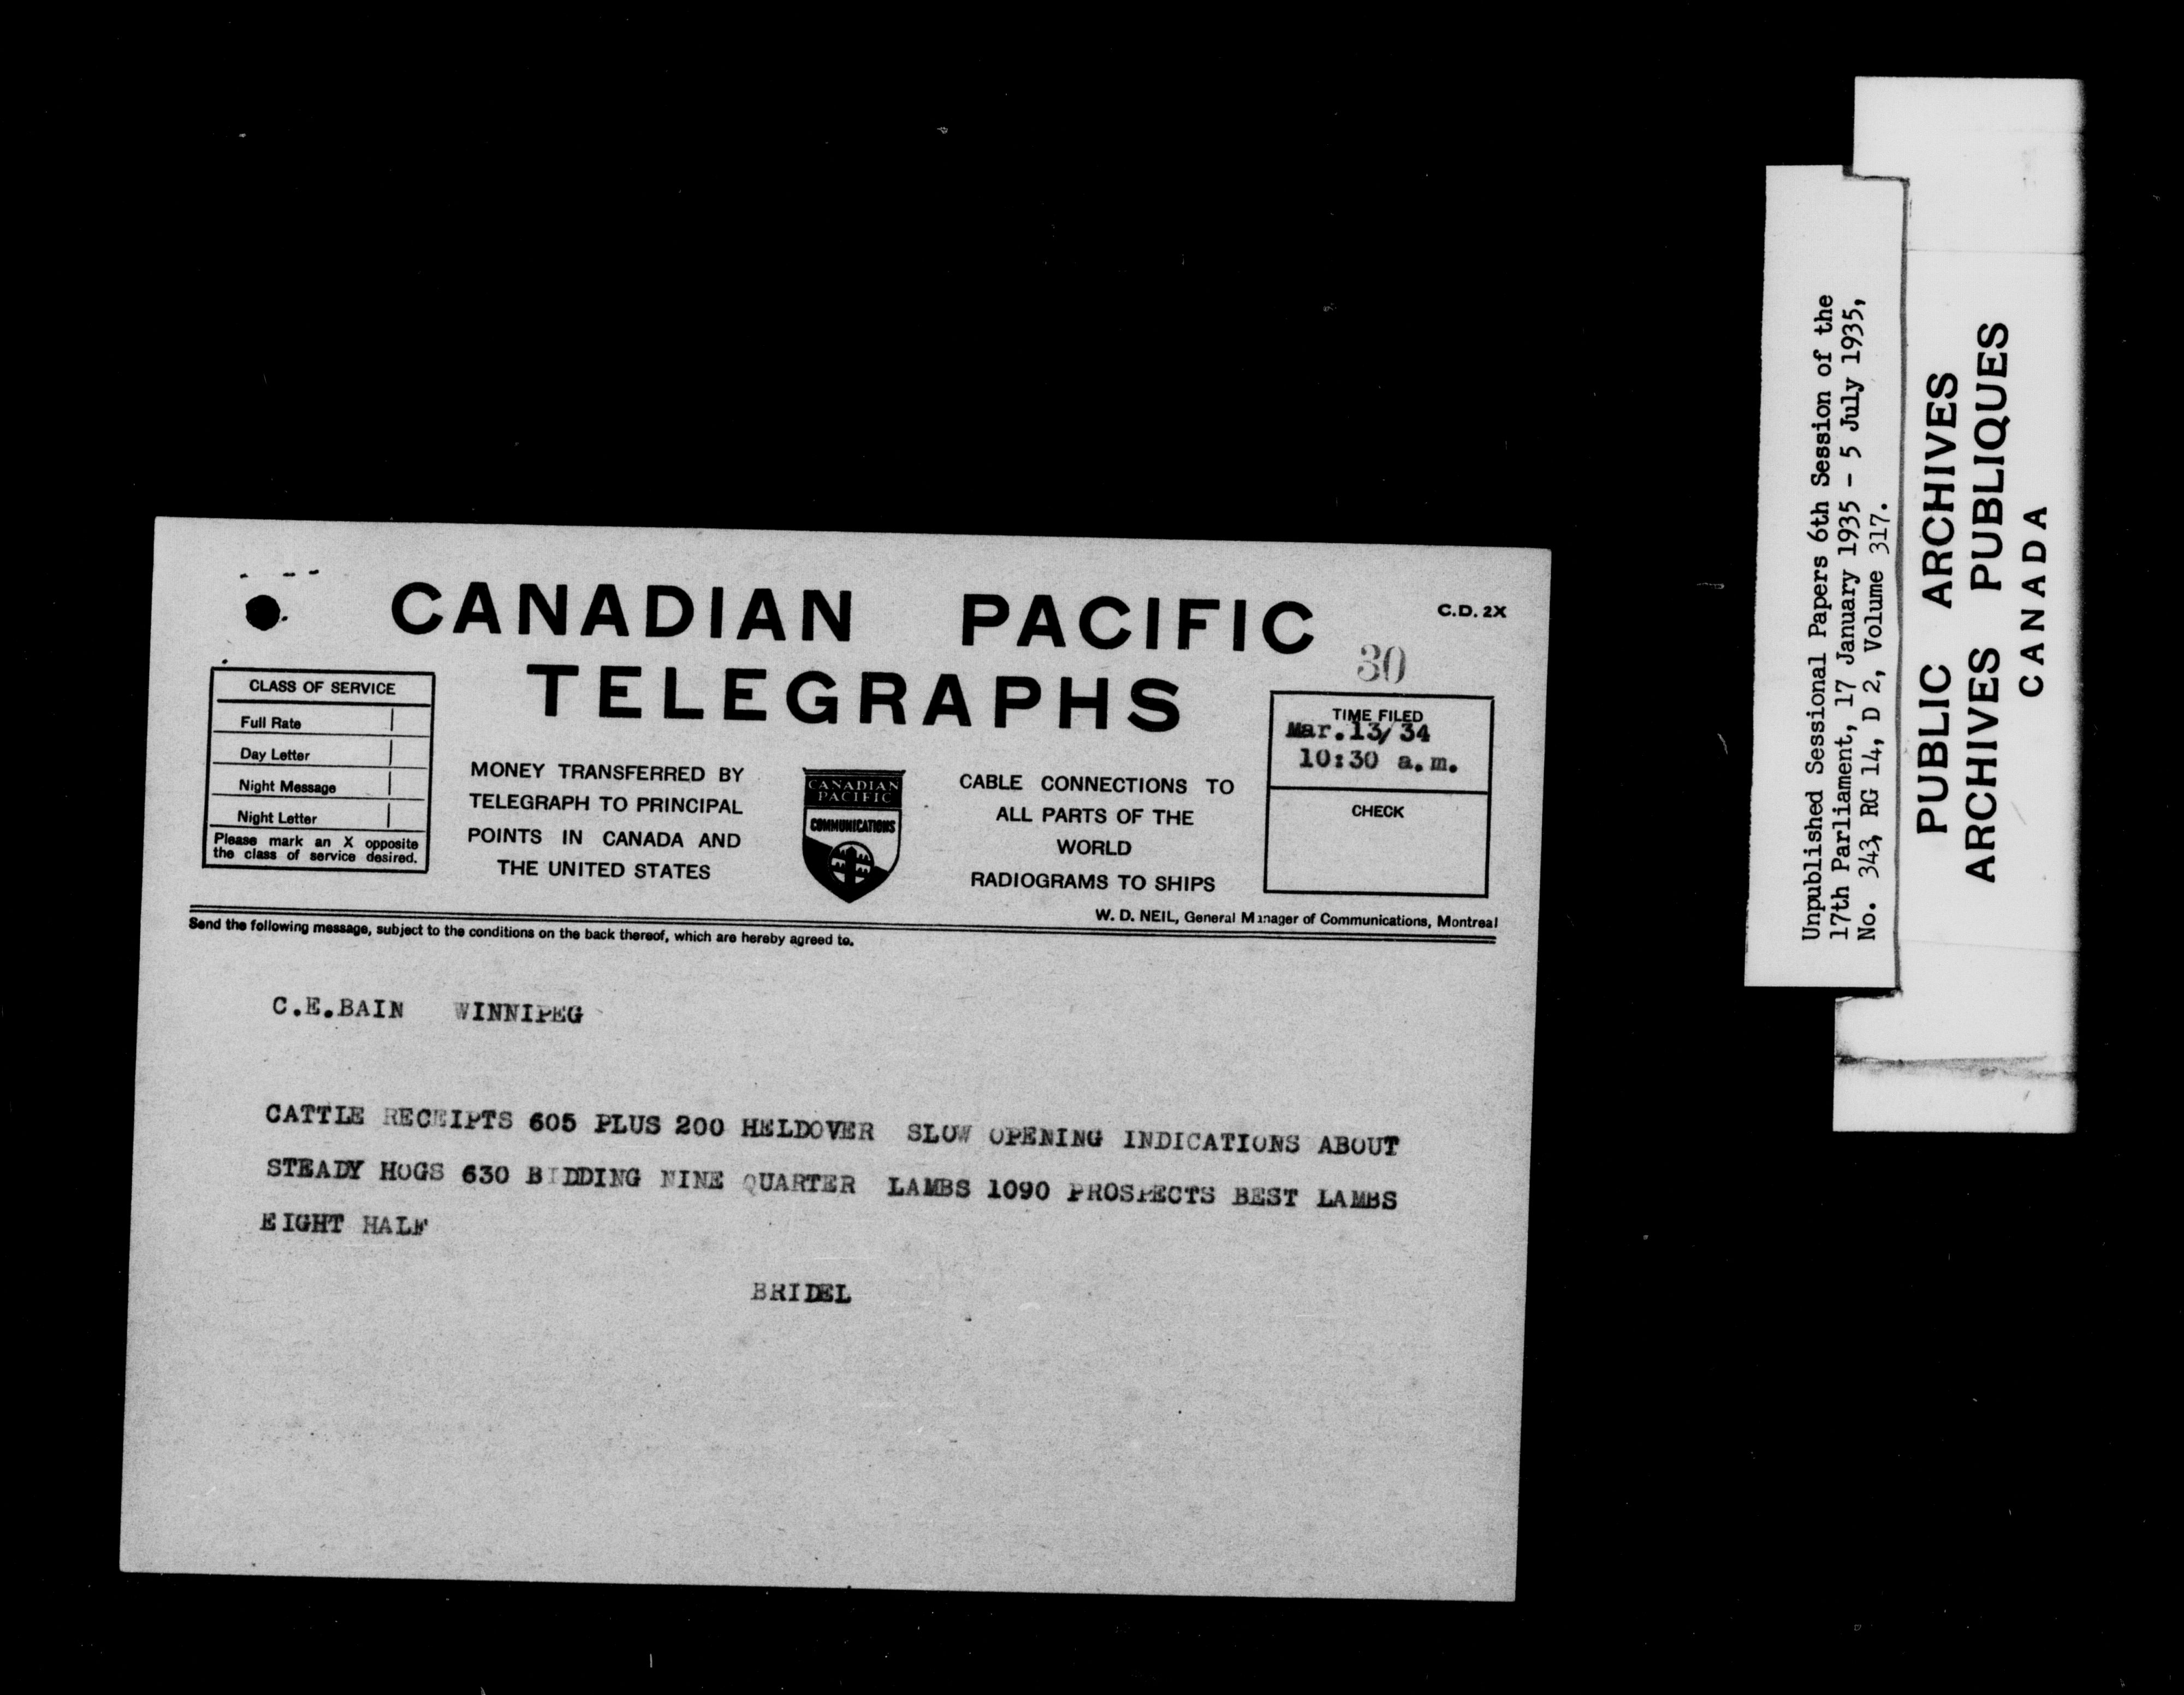 CANADIAN PACIFIC
TELEGRAPHS
C.D. 2X
30
CLASS OF SERVICE
Full Rate
Day Letter
Night Message
Night Letter
Please mark an X opposite
the class of service desired.
MONEY TRANSFERRED BY
TELEGRAPH TO PRINCIPAL
POINTS IN CANADA AND
THE UNITED STATES
CANADIAN
PACIFIC
COMMUNICATIONS
CABLE CONNECTIONS TO
ALL PARTS OF THE
WORLD
RADIOGRAMS TO SHIPS
TIME FILED
Mar.13/34
10:30 a.m.
CHECK
W. D. NEIL, General Manager of Communications, Montreal
Send the following message, subject to the conditions on the back thereof, which are hereby agreed to.
C.E.BAIN WINNIPEG
CATTLE RECEIPTS 605 PLUS 200 HELDOVER SLOW OPENING INDICATIONS ABOUT
STEADY HOGS 630 BIDDING NINE QUARTER LAMBS 1090 PROSPECTS BEST LAMBS
EIGHT HALF
BRIDEL
Unpublished Sessional Papers 6th Session of the
17th Parliament, 17 January 1935 - 5 July 1935,
No. 343, RG 14, D 2, Volume 317.
PUBLIC ARCHIVES
ARCHIVES PUBLIQUES
CANADA